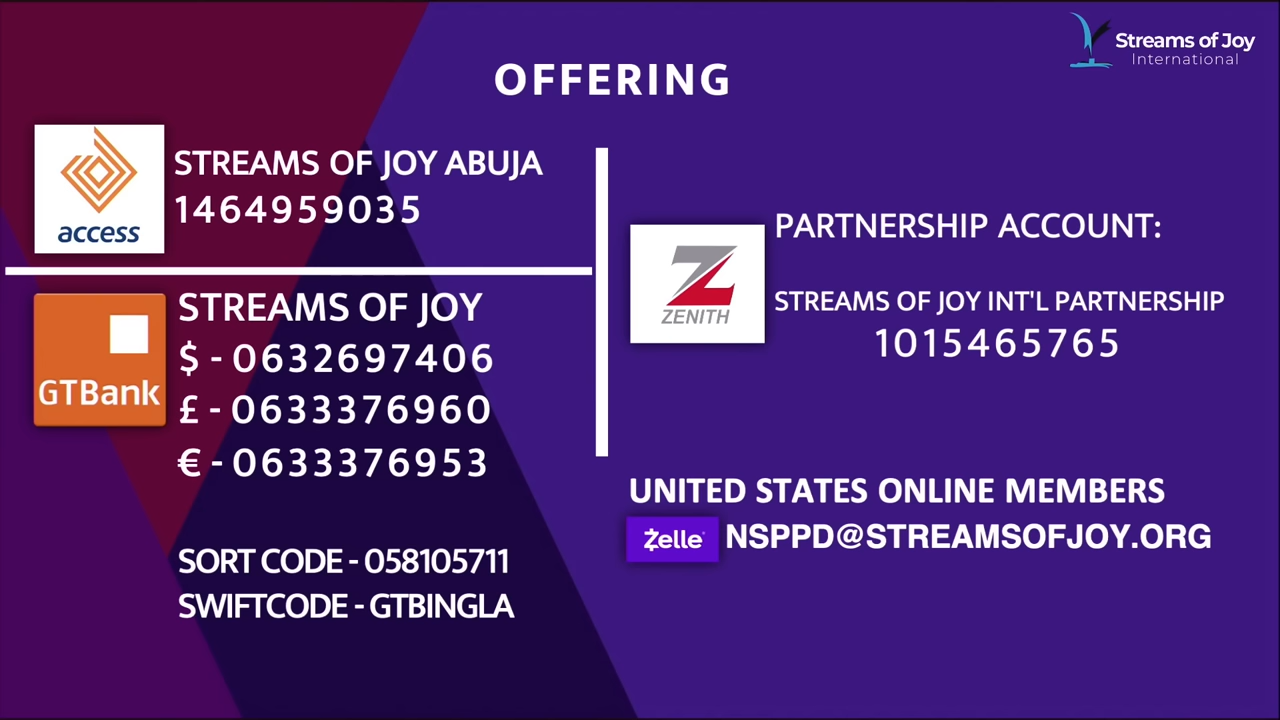 Streams of Joy
International
OFFERING
access
STREAMS OF JOY ABUJA
1464959035
GTBank
STREAMS OF JOY
$ - 0632697406
£ - 0633376960
€ - 0633376953
SORT CODE - 058105711
SWIFTCODE - GTBINGLA
ZENITH
PARTNERSHIP ACCOUNT:
STREAMS OF JOY INT'L PARTNERSHIP
1015465765
UNITED STATES ONLINE MEMBERS
Zelle NSPPD@STREAMSOFJOY.ORG